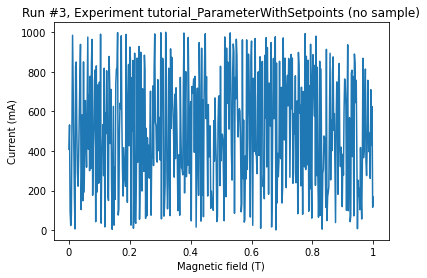 Run #3, Experiment tutorial_ParameterWithSetpoints (no sample)
1000
800
600
400
200
0
Current (mA)
0 0.2 0.4 0.6 0.8 1
Magnetic field (T)